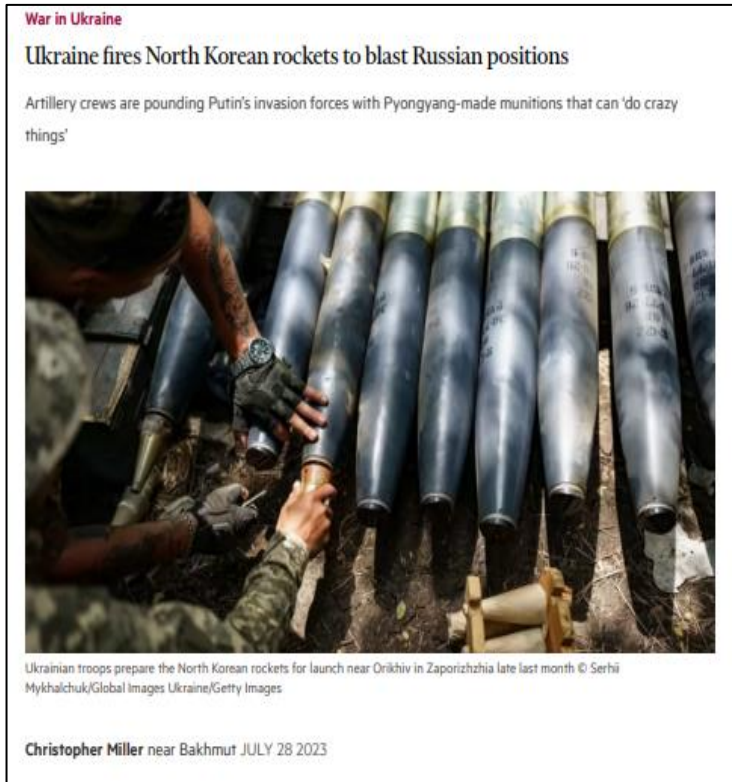 War in Ukraine
Ukraine fires North Korean rockets to blast Russian positions
Artillery crews are pounding Putin's invasion forces with Pyongyang-made munitions that can 'do crazy
things'
Ukrainian troops prepare the North Korean rockets for launch near Orikhiv in Zaporizhzhia late last month © Serhii
Mykhalchuk/Global Images Ukraine/Getty Images
Christopher Miller near Bakhmut JULY 28 2023